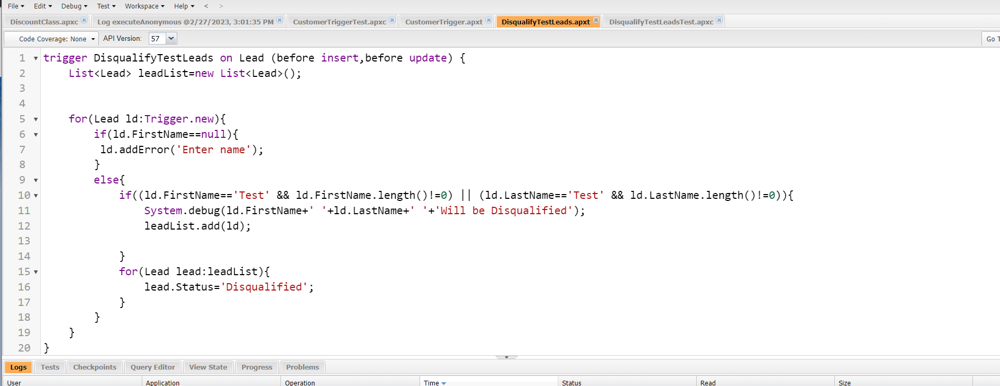 File Edit Debug Test Workspace Help < >
DiscountClass.apxc Log executeAnonymous @2/27/2023, 3:01:35 PM CustomerTriggerTest.apxc CustomerTrigger.apxt DisqualifyTestLeads.apxt DisqualifyTestLeadsTest.apxc
Code Coverage: None API Version: 57 Go T
1 trigger DisqualifyTestLeads on Lead (before insert,before update) {
2 List<Lead> leadList=new List<Lead>();
3
4
5 for(Lead ld:Trigger.new){
6 if(ld.FirstName==null){
7 ld.addError('Enter name');
8 }
9 else{
10 if((ld.FirstName=='Test' && ld.FirstName.length()!=0) || (ld.LastName=='Test' && ld.LastName.length()!=0)){
11 System.debug(ld.FirstName+' '+ld.LastName+' '+'Will be Disqualified');
12 leadList.add(ld);
13
14 }
15 for(Lead lead:leadList){
16 lead.Status='Disqualified';
17 }
18 }
19 }
20 }
Logs Tests Checkpoints Query Editor View State Progress Problems
User Application Operation Time Status Read Size